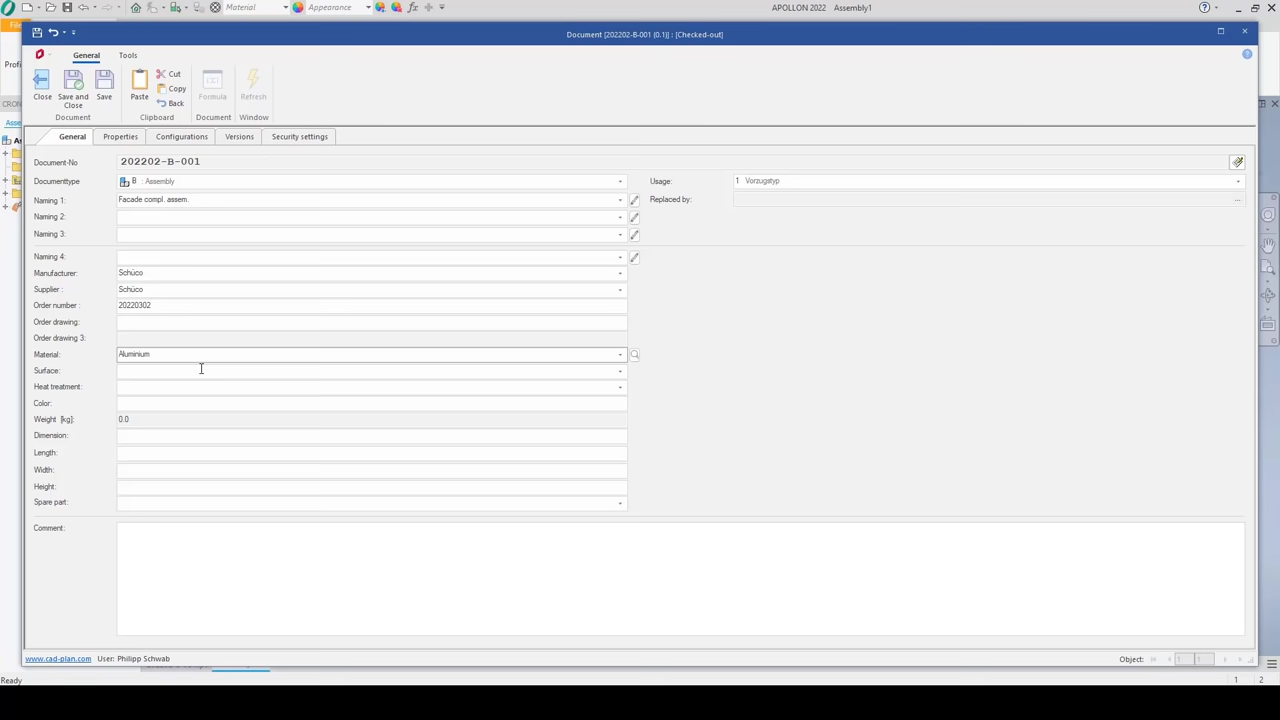 Material
Appearance
APOLLON 2022 Assembly1
File
Document [202202-B-001 (0.1)] : [Checked-out]
General
Tools
Close
Save and Close
Save
Paste
Cut
Copy
Back
Formula
Refresh
Document
Clipboard
Document
Window
General
Properties
Configurations
Versions
Security settings
Document-No
202202-B-001
Documenttype
B : Assembly
Usage:
1 Vorzugstyp
Naming 1:
Facade compl. assem.
Replaced by:
...
Naming 2:
Naming 3:
Naming 4:
Manufacturer:
Schüco
Supplier :
Schüco
Order number :
20220302
Order drawing:
Order drawing 3:
Material:
Aluminium
Surface:
Heat treatment:
Color:
Weight [kg]:
0.0
Dimension:
Length:
Width:
Height:
Spare part:
Comment:
www.cad-plan.com
User: Philipp Schwab
Object:
1
1
Ready
1
2